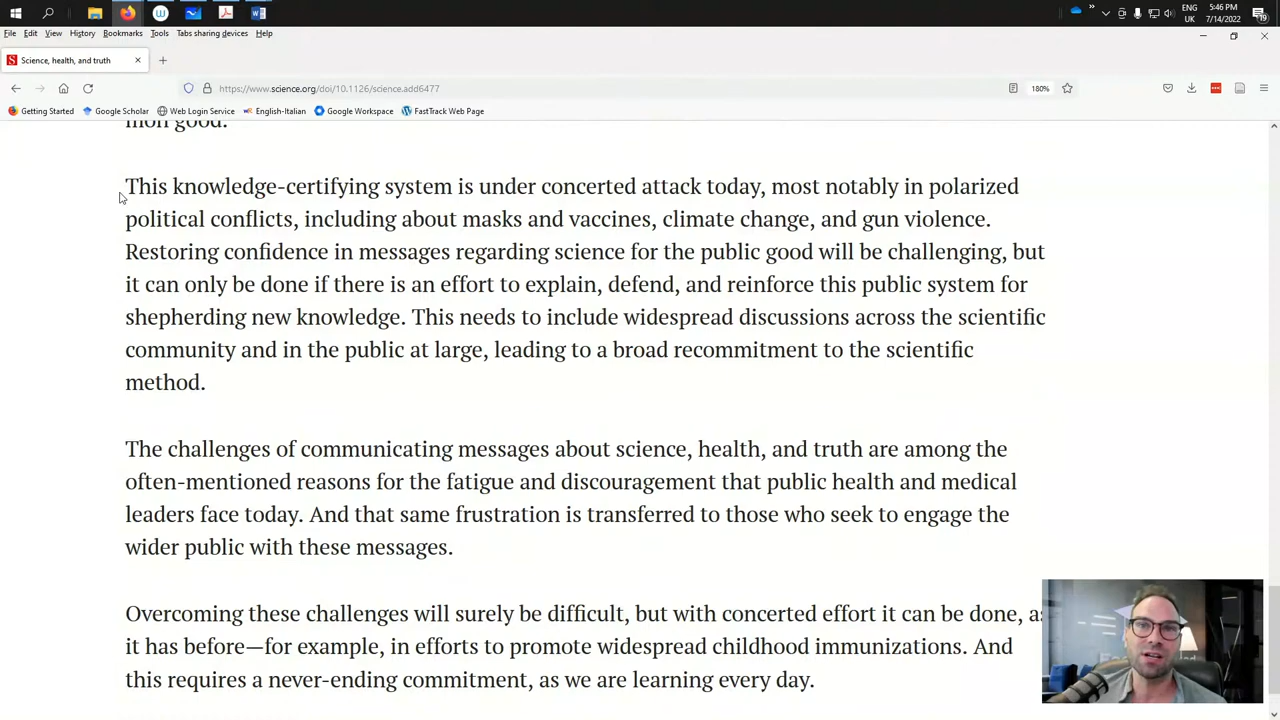 ENG
UK
5:46 PM
7/14/2022
19
File Edit View History Bookmarks Tools Tabs sharing devices Help
S Science, health, and truth
https://www.science.org/doi/10.1126/science.add6477
180%
Getting Started Google Scholar Web Login Service English-Italian Google Workspace FastTrack Web Page
mon good.
This knowledge-certifying system is under concerted attack today, most notably in polarized
political conflicts, including about masks and vaccines, climate change, and gun violence.
Restoring confidence in messages regarding science for the public good will be challenging, but
it can only be done if there is an effort to explain, defend, and reinforce this public system for
shepherding new knowledge. This needs to include widespread discussions across the scientific
community and in the public at large, leading to a broad recommitment to the scientific
method.
The challenges of communicating messages about science, health, and truth are among the
often-mentioned reasons for the fatigue and discouragement that public health and medical
leaders face today. And that same frustration is transferred to those who seek to engage the
wider public with these messages.
Overcoming these challenges will surely be difficult, but with concerted effort it can be done, as
it has before—for example, in efforts to promote widespread childhood immunizations. And
this requires a never-ending commitment, as we are learning every day.